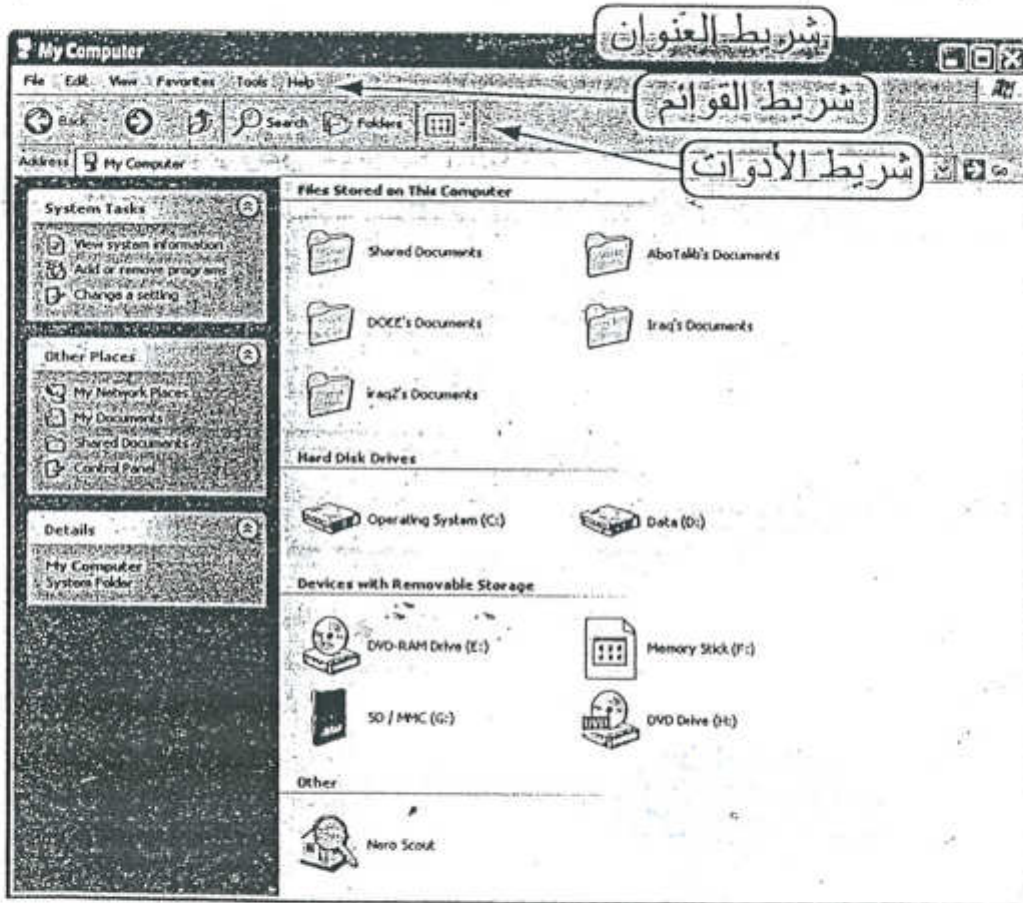 شريط العنوان
My Computer
File Edit View Favorites Tools Help
شريط القوائم
Back Search Folders
شريط الأدوات
Address My Computer Go
System Tasks
View system information
Add or remove programs
Change a setting
Other Places
My Network Places
My Documents
Shared Documents
Control Panel
Details
My Computer
System Folder
Files Stored on This Computer
Shared Documents AboTalib's Documents
DOEE's Documents Iraq's Documents
iraq2's Documents
Hard Disk Drives
Operating System (C:) Data (D:)
Devices with Removable Storage
DVD-RAM Drive (E:) Memory Stick (F:)
SD / MMC (G:) DVD Drive (H:)
Other
Nero Scout